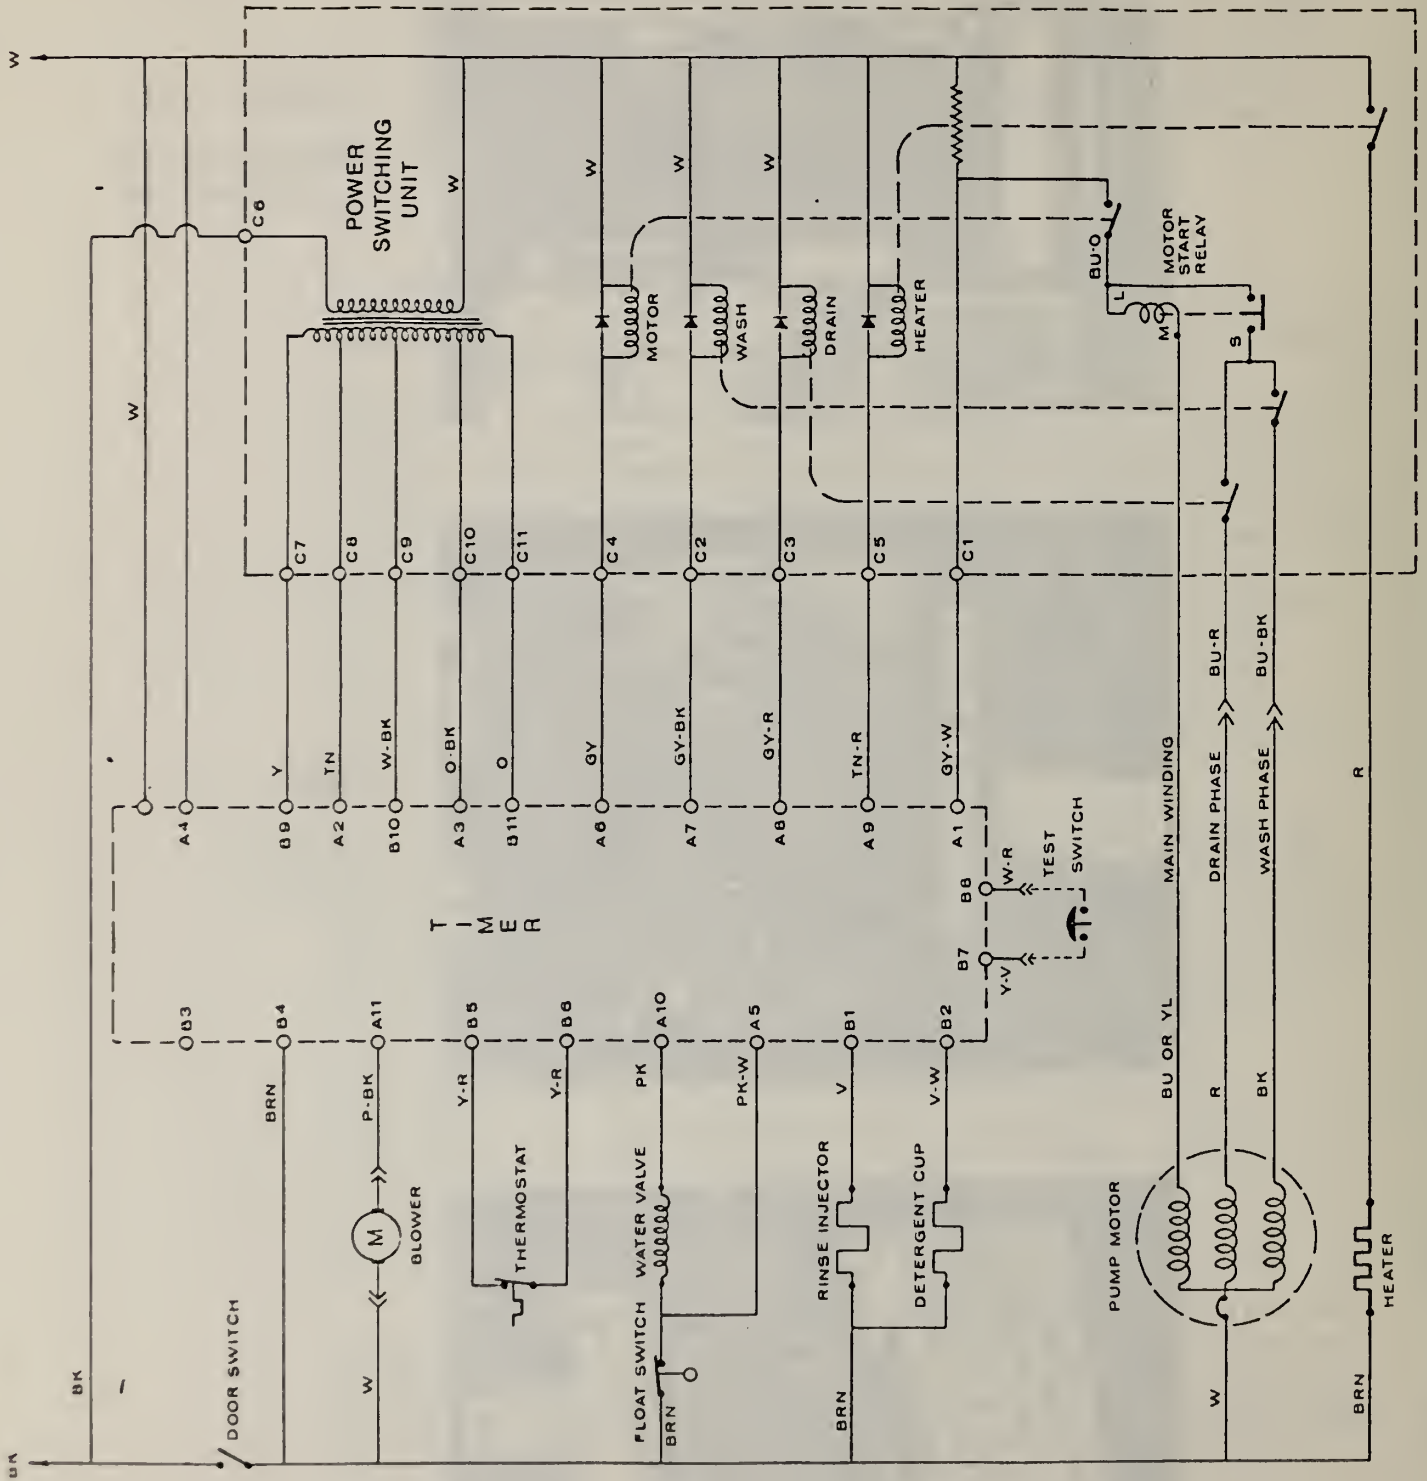 W
W
W
C6
POWER
SWITCHING
UNIT
W
W
W
W
MOTOR
WASH
DRAIN
HEATER
BU-O
MOTOR
START
RELAY
L
M
S
C7
C8
C9
C10
C11
C4
C2
C3
C5
C1
Y
TN
W-BK
O-BK
O
GY
GY-BK
GY-R
TN-R
GY-W
A4
B9
A2
B10
A3
B11
A6
A7
A8
A9
A1
TIMER
B8
W-R
TEST
SWITCH
B7
Y-V
MAIN WINDING
DRAIN PHASE
WASH PHASE
BU-R
BU-BK
R
B3
B4
A11
B5
B6
A10
A5
B1
B2
BRN
P-BK
Y-R
Y-R
PK
PK-W
V
V-W
BU OR YL
R
BK
M
BLOWER
THERMOSTAT
WATER VALVE
FLOAT SWITCH
RINSE INJECTOR
DETERGENT CUP
PUMP MOTOR
HEATER
BK
DOOR SWITCH
W
BRN
BRN
W
BRN
BK